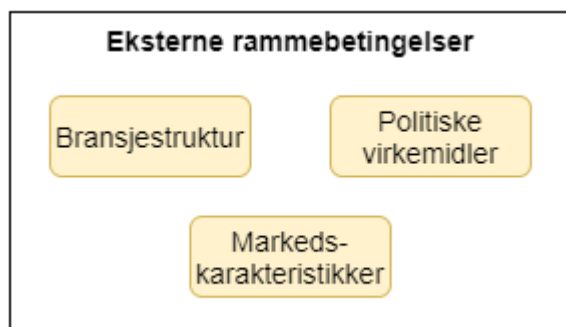 Eksterne rammebetingelser
Bransjestruktur
Politiske
virkemidler
Markeds-
karakteristikker